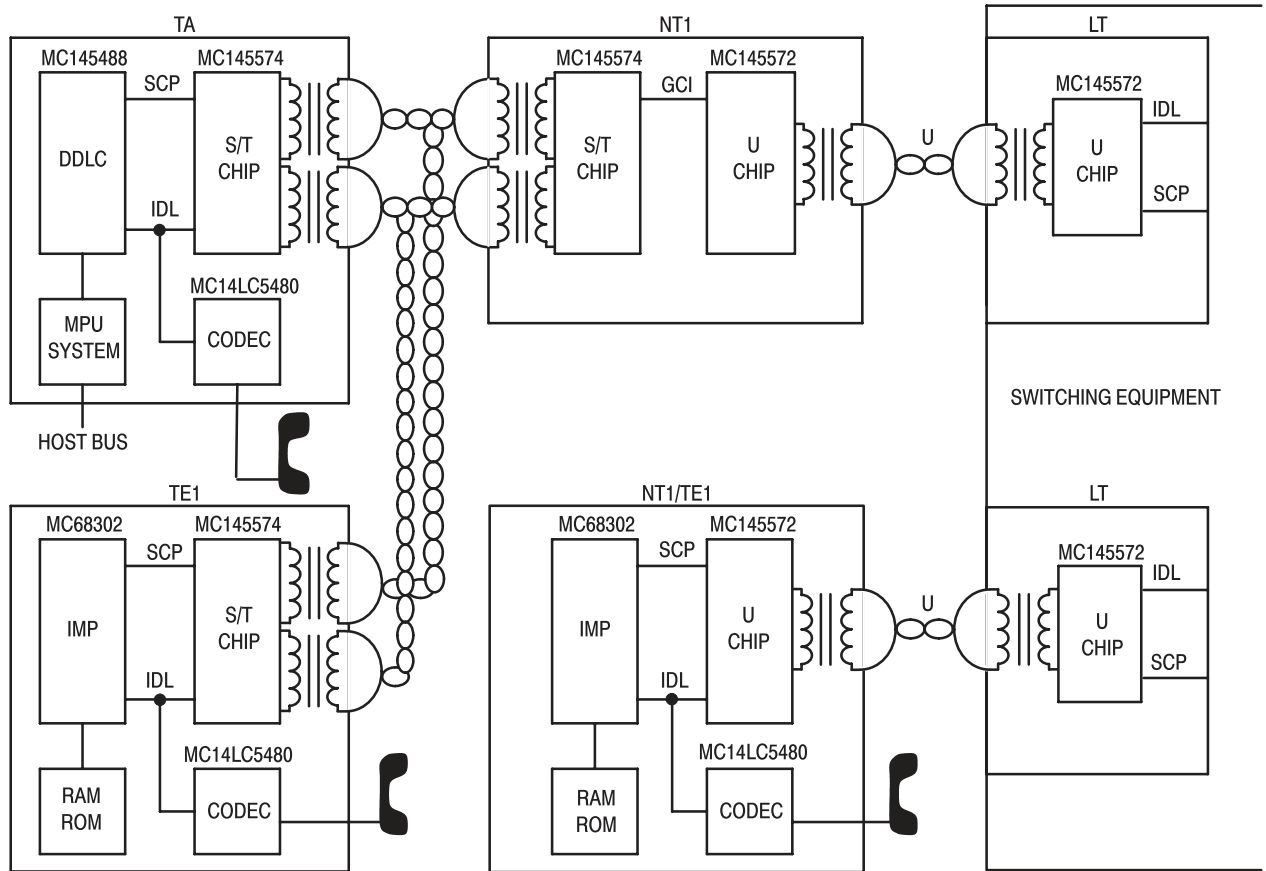 TA
MC145488
SCP
MC145574
DDLC
S/T
CHIP
IDL
MC14LC5480
MPU
SYSTEM
CODEC
HOST BUS
NT1
MC145574
GCI
MC145572
S/T
CHIP
U
CHIP
U
LT
MC145572
IDL
U
CHIP
SCP
SWITCHING EQUIPMENT
TE1
MC68302
SCP
MC145574
IMP
S/T
CHIP
IDL
MC14LC5480
RAM
ROM
CODEC
NT1/TE1
MC68302
SCP
MC145572
IMP
U
CHIP
IDL
MC14LC5480
RAM
ROM
CODEC
U
LT
MC145572
IDL
U
CHIP
SCP